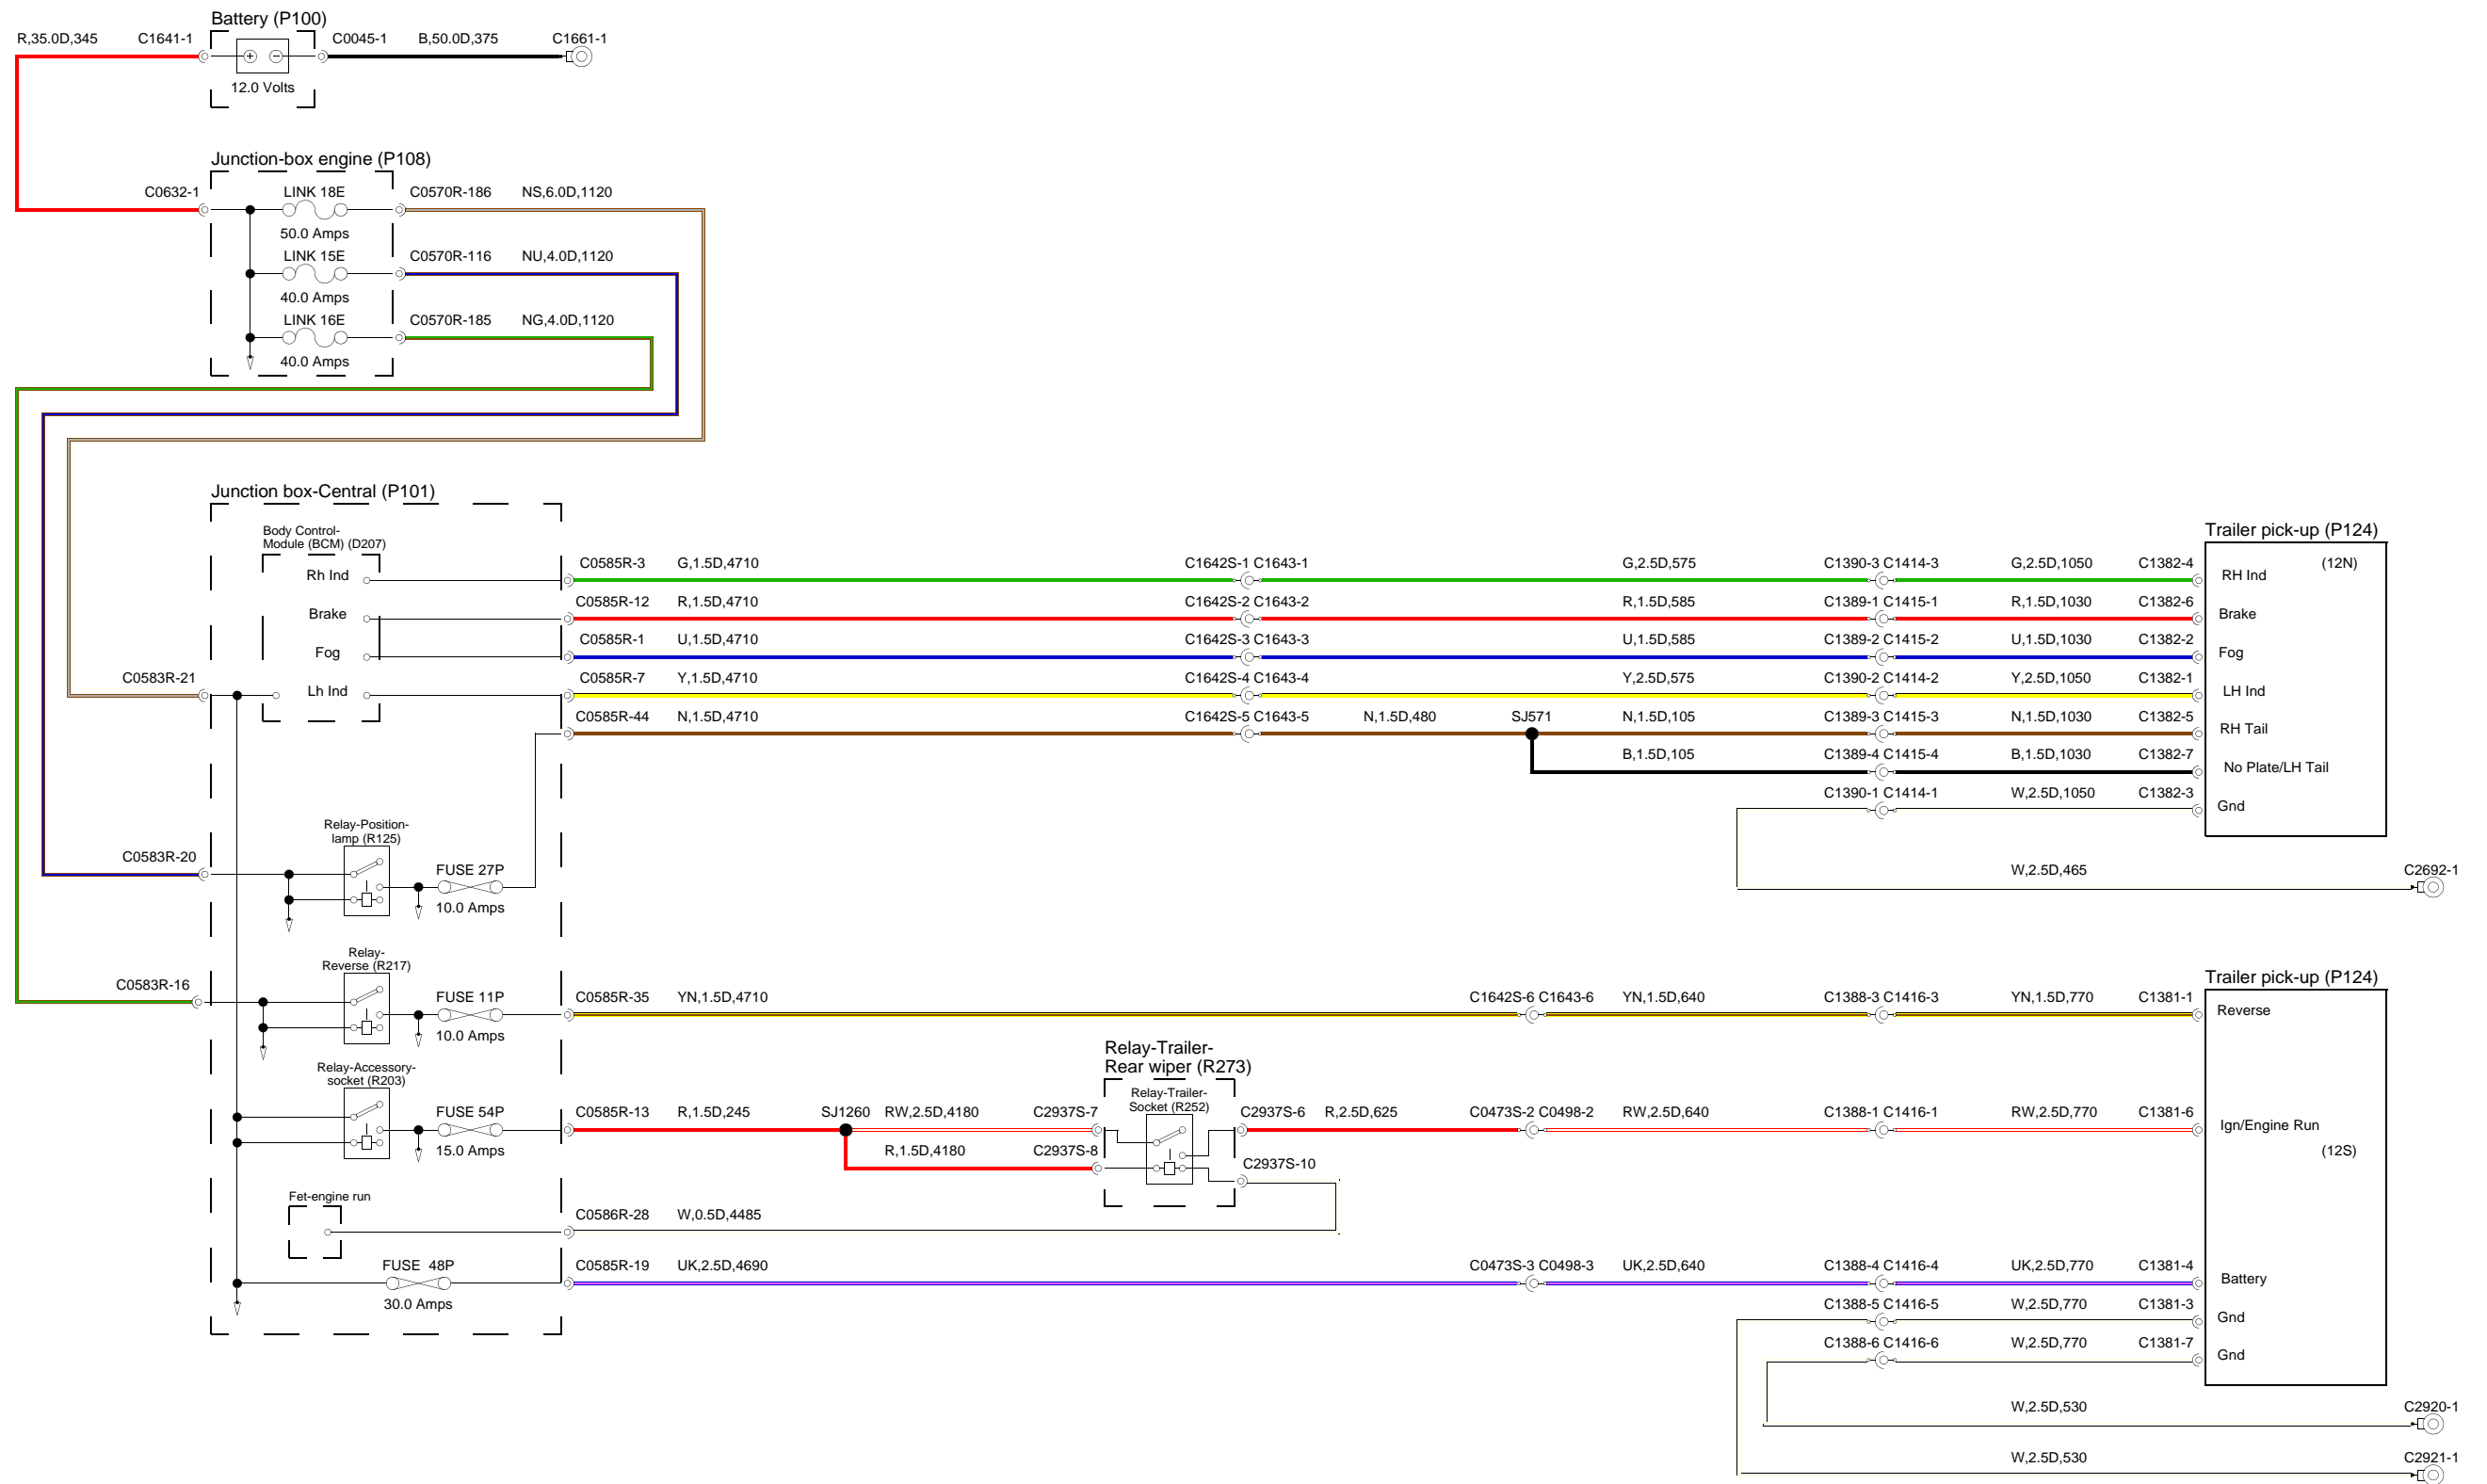 Battery (P100)
R,35.0D,345 C1641-1 C0045-1 B,50.0D,375 C1661-1
12.0 Volts
Junction-box engine (P108)
C0632-1 LINK 18E C0570R-186 NS,6.0D,1120
50.0 Amps
LINK 15E C0570R-116 NU,4.0D,1120
40.0 Amps
LINK 16E C0570R-185 NG,4.0D,1120
40.0 Amps
Junction box-Central (P101)
Body Control-
Module (BCM) (D207)
Trailer pick-up (P124)
C0585R-3 G,1.5D,4710 C1642S-1 C1643-1 G,2.5D,575 C1390-3 C1414-3 G,2.5D,1050 C1382-4 (12N)
Rh Ind RH Ind
C0585R-12 R,1.5D,4710 C1642S-2 C1643-2 R,1.5D,585 C1389-1 C1415-1 R,1.5D,1030 C1382-6
Brake Brake
C0585R-1 U,1.5D,4710 C1642S-3 C1643-3 U,1.5D,585 C1389-2 C1415-2 U,1.5D,1030 C1382-2
Fog Fog
C0583R-21 C0585R-7 Y,1.5D,4710 C1642S-4 C1643-4 Y,2.5D,575 C1390-2 C1414-2 Y,2.5D,1050 C1382-1
Lh Ind LH Ind
C0585R-44 N,1.5D,4710 C1642S-5 C1643-5 N,1.5D,480 SJ571 N,1.5D,105 C1389-3 C1415-3 N,1.5D,1030 C1382-5
RH Tail
B,1.5D,105 C1389-4 C1415-4 B,1.5D,1030 C1382-7
No Plate/LH Tail
C1390-1 C1414-1 W,2.5D,1050 C1382-3
Gnd
Relay-Position-
lamp (R125)
C0583R-20 FUSE 27P W,2.5D,465 C2692-1
10.0 Amps
Relay-
Reverse (R217)
Trailer pick-up (P124)
C0583R-16 FUSE 11P C0585R-35 YN,1.5D,4710 C1642S-6 C1643-6 YN,1.5D,640 C1388-3 C1416-3 YN,1.5D,770 C1381-1
Reverse
10.0 Amps
Relay-Trailer-
Rear wiper (R273)
Relay-Accessory-
socket (R203)
Relay-Trailer-
Socket (R252)
FUSE 54P C0585R-13 R,1.5D,245 SJ1260 RW,2.5D,4180 C2937S-7 C2937S-6 R,2.5D,625 C0473S-2 C0498-2 RW,2.5D,640 C1388-1 C1416-1 RW,2.5D,770 C1381-6
Ign/Engine Run
15.0 Amps R,1.5D,4180 C2937S-8 (12S)
C2937S-10
Fet-engine run
C0586R-28 W,0.5D,4485
FUSE 48P C0585R-19 UK,2.5D,4690 C0473S-3 C0498-3 UK,2.5D,640 C1388-4 C1416-4 UK,2.5D,770 C1381-4
Battery
30.0 Amps C1388-5 C1416-5 W,2.5D,770 C1381-3
Gnd
C1388-6 C1416-6 W,2.5D,770 C1381-7
Gnd
W,2.5D,530 C2920-1
W,2.5D,530 C2921-1